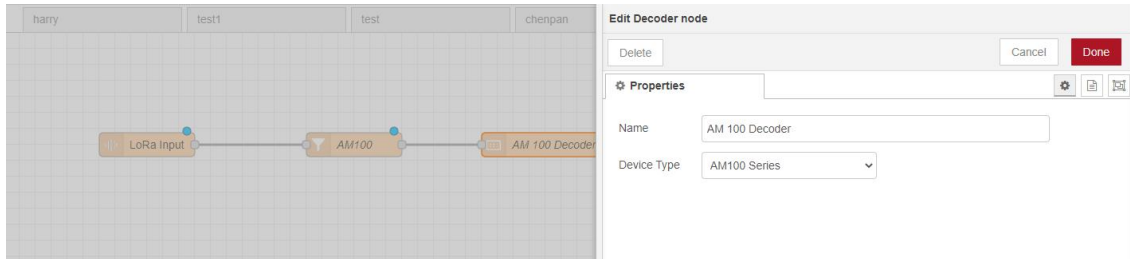 harry test1 test chenpan
LoRa Input AM100 AM 100 Decoder
Edit Decoder node
Delete Cancel Done
Properties
Name AM 100 Decoder
Device Type AM100 Series